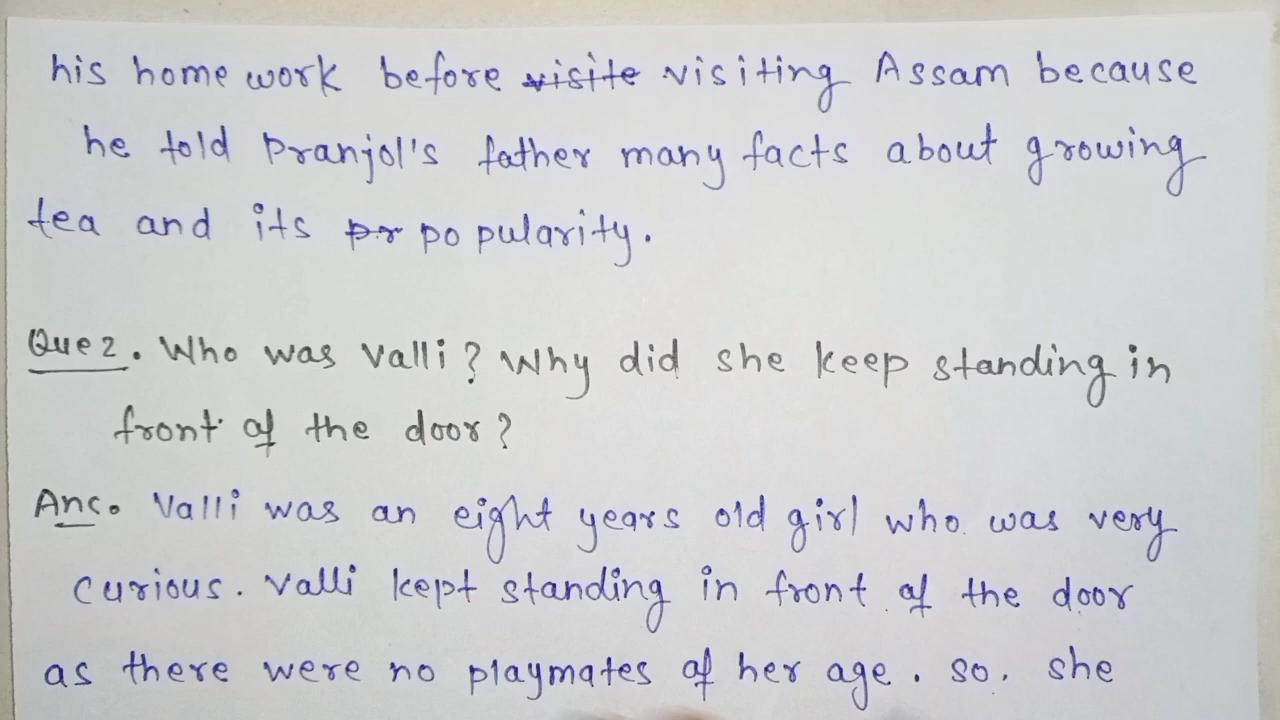 his home work before visite visiting Assam because
he told Pranjol's father many facts about growing
tea and its pr popularity.
Que 2. Who was Valli? Why did she keep standing in
front of the door?
Ans. Valli was an eight years old girl who was very
curious. Valli kept standing in front of the door
as there were no playmates of her age. So. she